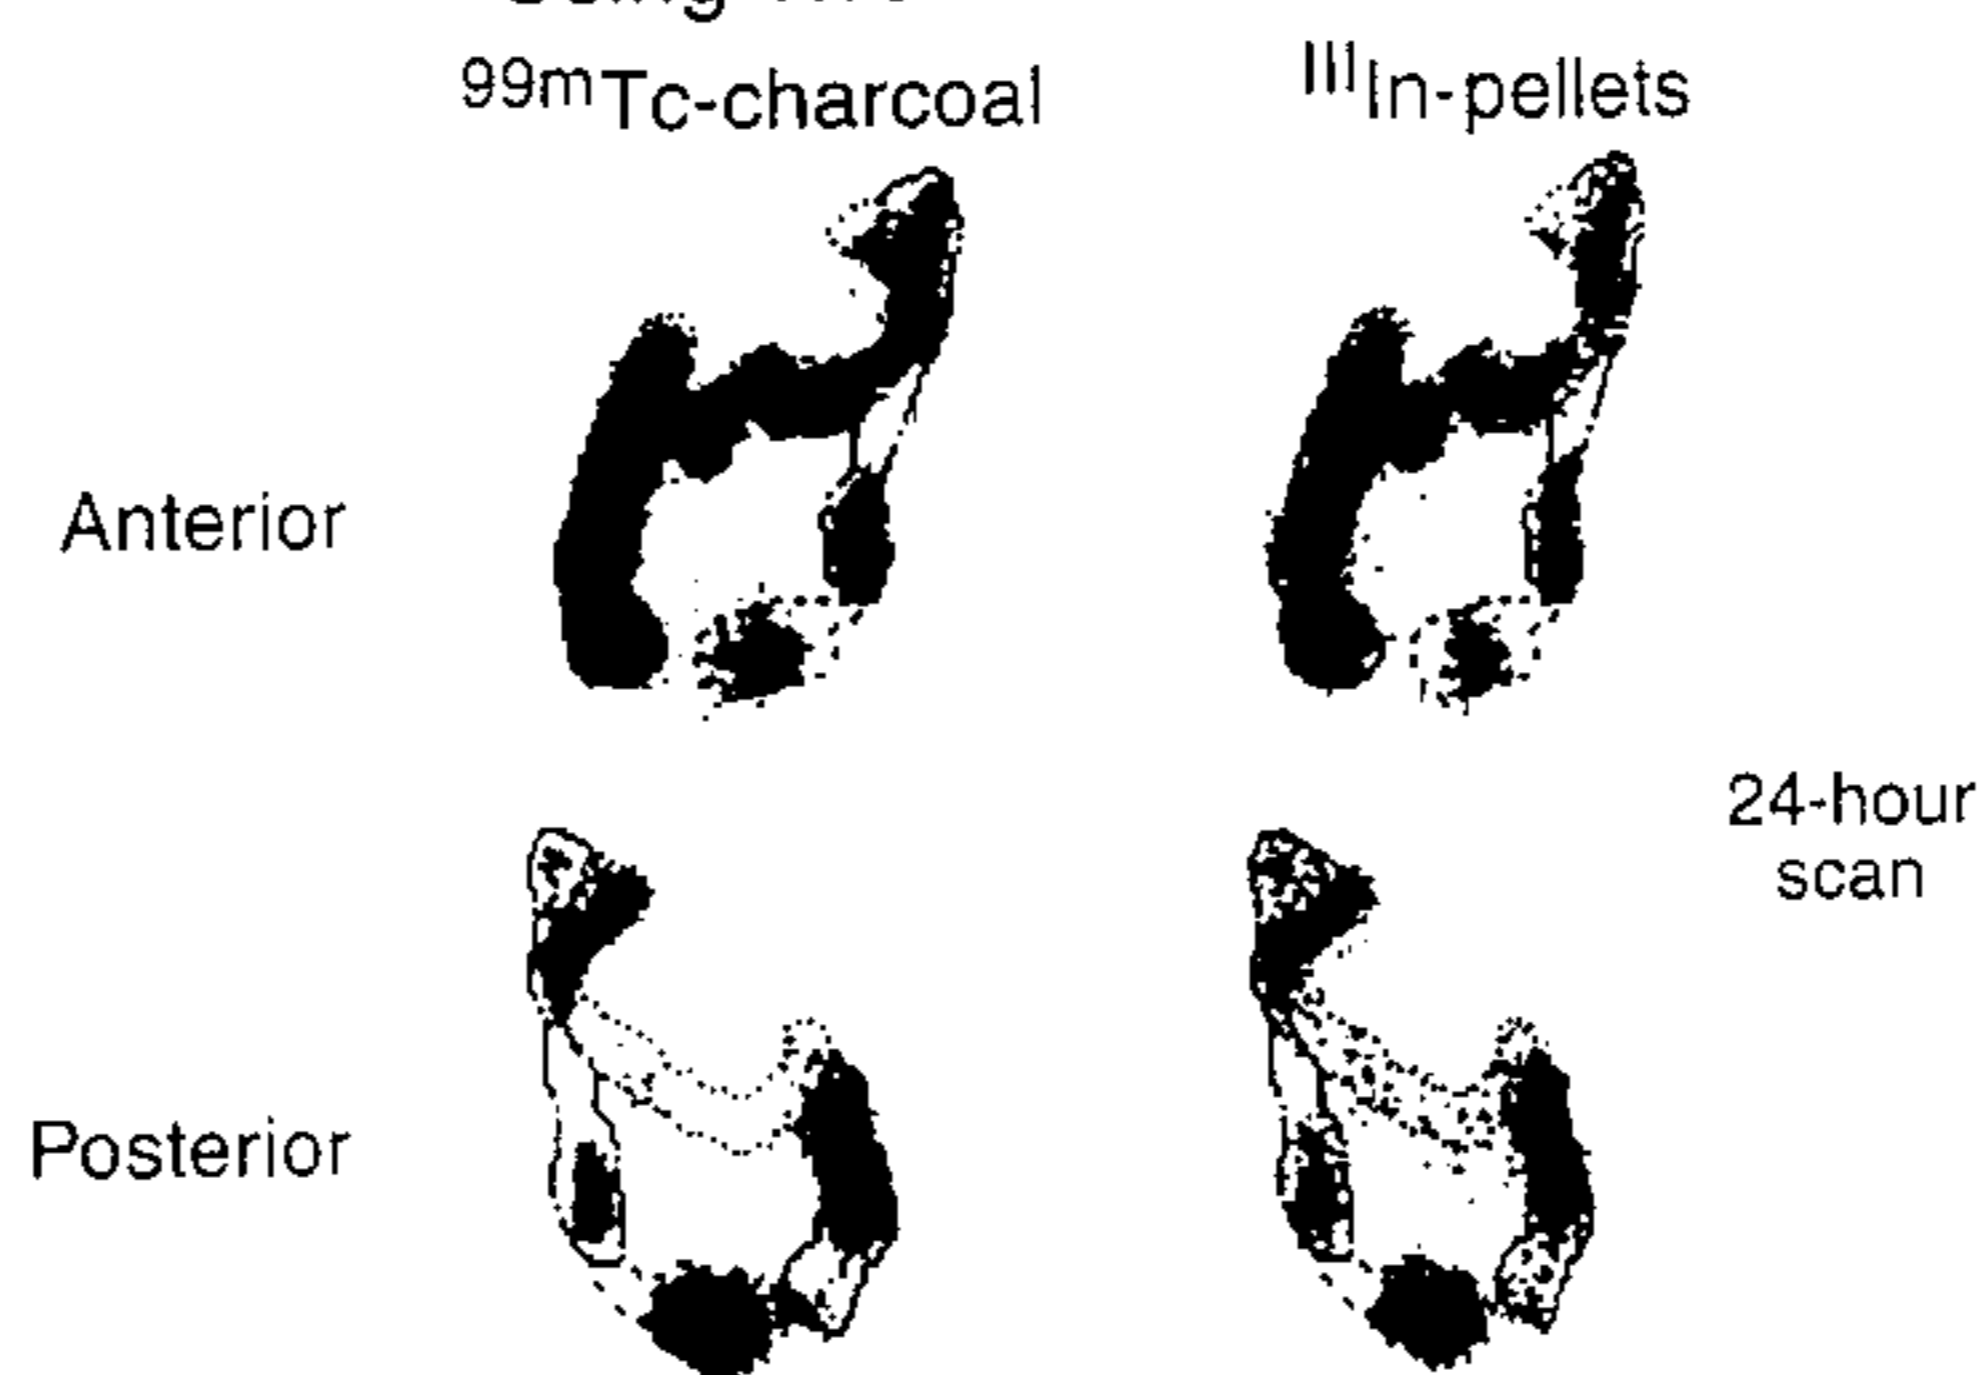 ⁹⁹ᵐTc-charcoal
¹¹¹In-pellets
Anterior
24-hour
scan
Posterior